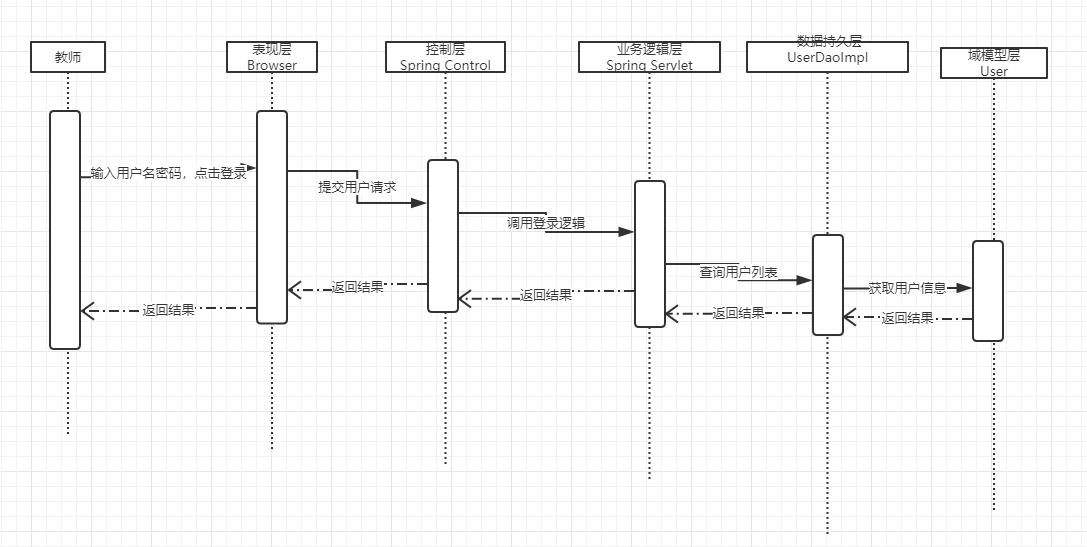 教师
表现层
Browser
控制层
Spring Control
业务逻辑层
Spring Servlet
数据持久层
UserDaoImpl
域模型层
User
输入用户名密码，点击登录
提交用户请求
调用登录逻辑
查询用户列表
获取用户信息
返回结果
返回结果
返回结果
返回结果
返回结果